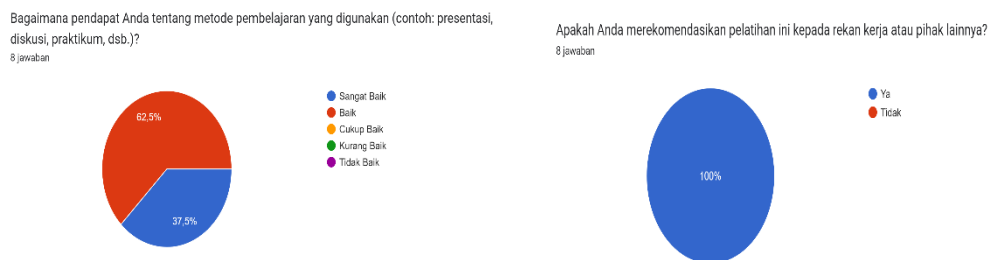 Bagaimana pendapat Anda tentang metode pembelajaran yang digunakan (contoh: presentasi,
diskusi, praktikum, dsb.)?
8 jawaban
62,5%
37,5%
Sangat Baik
Baik
Cukup Baik
Kurang Baik
Tidak Baik
Apakah Anda merekomendasikan pelatihan ini kepada rekan kerja atau pihak lainnya?
8 jawaban
100%
Ya
Tidak